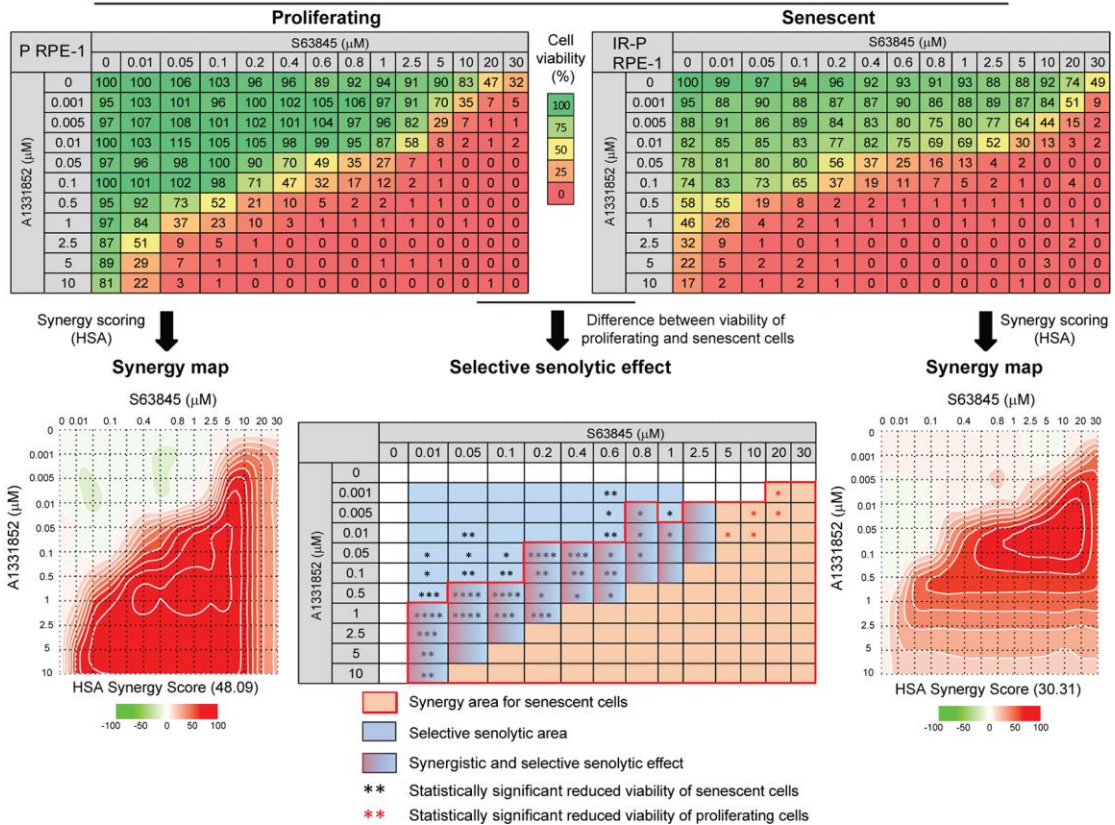 Proliferating
Senescent
P RPE-1
S63845 (μM)
0 0.01 0.05 0.1 0.2 0.4 0.6 0.8 1 2.5 5 10 20 30
A1331852 (μM)
0 100 100 106 103 96 96 89 92 94 91 90 83 47 32
0.001 95 103 101 96 100 102 105 106 97 91 70 35 7 5
0.005 97 107 108 101 102 101 104 97 96 82 29 7 1 1
0.01 100 103 115 105 105 98 99 95 87 58 8 2 1 2
0.05 97 96 98 100 90 70 49 35 27 7 1 0 0 0
0.1 100 101 102 98 71 47 32 17 12 2 1 0 0 0
0.5 95 92 73 52 21 10 5 2 2 1 0 0 0 0
1 97 84 37 23 10 3 1 1 1 0 0 0 0 0
2.5 87 51 9 5 1 0 0 0 0 0 0 0 0 0
5 89 29 7 1 1 0 0 0 0 0 0 0 0 0
10 81 22 3 1 0 0 0 0 0 0 0 0 0 0
Cell
viability
(%)
100
75
50
25
0
IR-P
RPE-1
S63845 (μM)
0 0.01 0.05 0.1 0.2 0.4 0.6 0.8 1 2.5 5 10 20 30
A1331852 (μM)
0 100 99 97 94 96 92 93 91 93 88 88 92 74 49
0.001 95 88 90 88 87 87 90 86 88 89 87 84 51 9
0.005 88 91 86 89 84 83 80 75 80 77 64 44 15 2
0.01 82 85 85 83 77 82 75 69 69 52 30 13 3 2
0.05 78 81 80 80 56 37 25 16 13 4 2 0 0 0
0.1 74 83 73 65 37 19 11 7 5 2 1 0 4 0
0.5 58 55 19 8 2 2 1 1 1 1 1 0 0 0
1 46 26 4 2 1 1 0 1 1 1 0 0 0 0
2.5 32 9 2 1 0 1 0 0 0 0 0 0 2 0
5 22 5 2 2 1 0 0 0 0 0 0 3 0 0
10 17 2 1 2 1 0 0 0 0 0 1 0 0 0
Synergy scoring
(HSA)
Difference between viability of
proliferating and senescent cells
Synergy scoring
(HSA)
Synergy map
S63845 (μM)
0 0.01 0.1 0.4 0.8 1 2.5 5 10 20 30
A1331852 (μM)
0
0.001
0.005
0.01
0.05
0.1
0.5
1
2.5
5
10
HSA Synergy Score (48.09)
-100 -50 0 50 100
Selective senolytic effect
S63845 (μM)
0 0.01 0.05 0.1 0.2 0.4 0.6 0.8 1 2.5 5 10 20 30
A1331852 (μM)
0
0.001 ** *
0.005 * * * * *
0.01 ** ** * * * *
0.05 * * * **** *** * * *
0.1 * ** ** ** ** **
0.5 *** **** **** * * *
1 **** **** *** ***
2.5 ***
5 **
10 **
Synergy area for senescent cells
Selective senolytic area
Synergistic and selective senolytic effect
** Statistically significant reduced viability of senescent cells
** Statistically significant reduced viability of proliferating cells
Synergy map
S63845 (μM)
0 0.01 0.1 0.4 0.8 1 2.5 5 10 20 30
A1331852 (μM)
0
0.001
0.005
0.01
0.05
0.1
0.5
1
2.5
5
10
HSA Synergy Score (30.31)
-100 -50 0 50 100